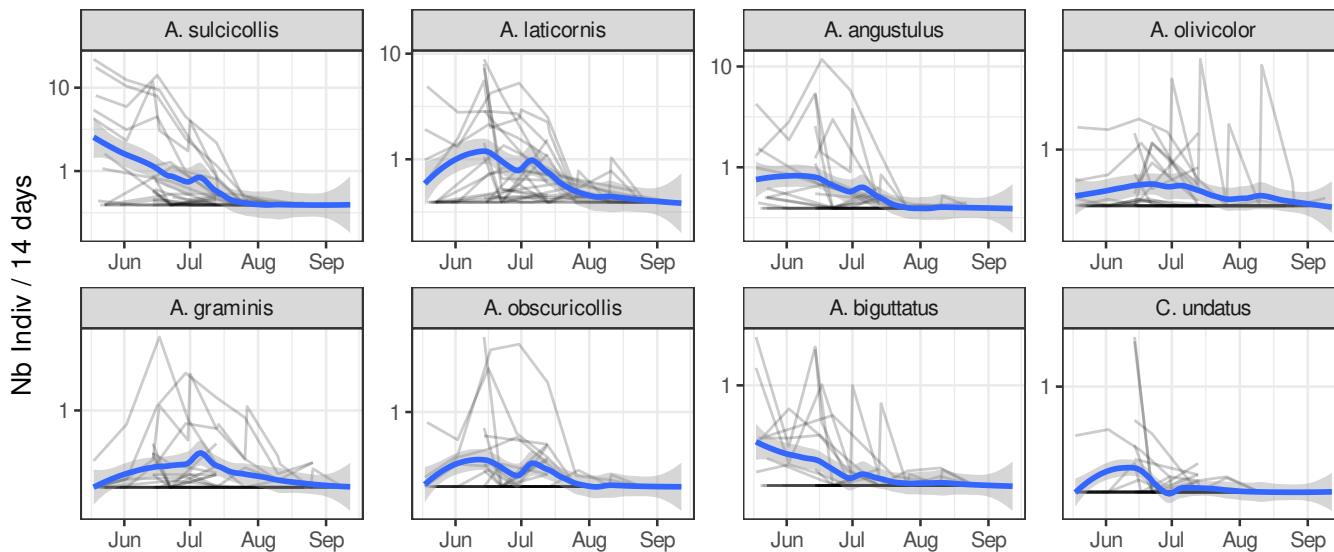 A. sulcicollis A. laticornis A. angustulus A. olivicolor
10 10 10
1 1 1 1
Jun Jul Aug Sep Jun Jul Aug Sep Jun Jul Aug Sep Jun Jul Aug Sep
Nb Indiv / 14 days
A. graminis A. obscuricollis A. biguttatus C. undatus
1 1 1 1
Jun Jul Aug Sep Jun Jul Aug Sep Jun Jul Aug Sep Jun Jul Aug Sep